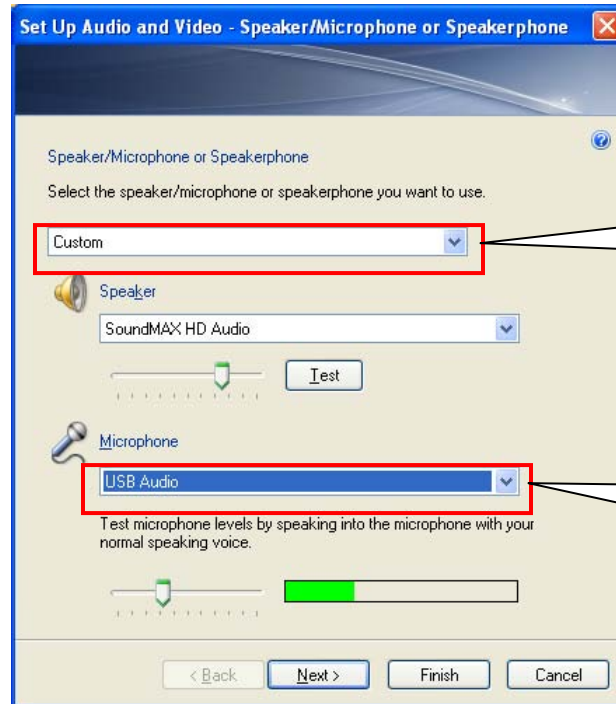 Set Up Audio and Video - Speaker/Microphone or Speakerphone
Speaker/Microphone or Speakerphone
Select the speaker/microphone or speakerphone you want to use.
Custom
Speaker
SoundMAX HD Audio
Test
Microphone
USB Audio
Test microphone levels by speaking into the microphone with your
normal speaking voice.
< Back
Next >
Finish
Cancel